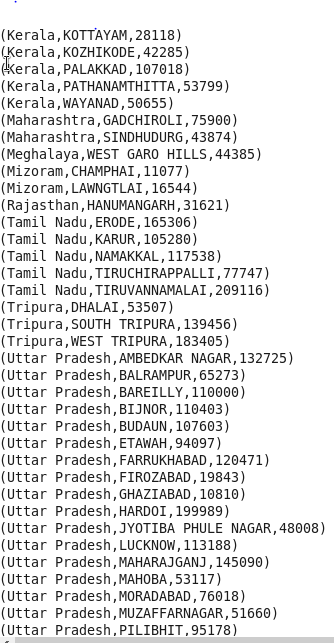 (Kerala,KOTTAYAM,28118)
(Kerala,KOZHIKODE,42285)
(Kerala,PALAKKAD,107018)
(Kerala,PATHANAMTHITTA,53799)
(Kerala,WAYANAD,50655)
(Maharashtra,GADCHIROLI,75900)
(Maharashtra,SINDHUDURG,43874)
(Meghalaya,WEST GARO HILLS,44385)
(Mizoram,CHAMPHAI,11077)
(Mizoram,LAWNGTLAI,16544)
(Rajasthan,HANUMANGARH,31621)
(Tamil Nadu,ERODE,165306)
(Tamil Nadu,KARUR,105280)
(Tamil Nadu,NAMAKKAL,117538)
(Tamil Nadu,TIRUCHIRAPPALLI,77747)
(Tamil Nadu,TIRUVANNAMALAI,209116)
(Tripura,DHALAI,53507)
(Tripura,SOUTH TRIPURA,139456)
(Tripura,WEST TRIPURA,183405)
(Uttar Pradesh,AMBEDKAR NAGAR,132725)
(Uttar Pradesh,BALRAMPUR,65273)
(Uttar Pradesh,BAREILLY,110000)
(Uttar Pradesh,BIJNOR,110403)
(Uttar Pradesh,BUDAUN,107603)
(Uttar Pradesh,ETAWAH,94097)
(Uttar Pradesh,FARRUKHABAD,120471)
(Uttar Pradesh,FIROZABAD,19843)
(Uttar Pradesh,GHAZIABAD,10810)
(Uttar Pradesh,HARDOI,199989)
(Uttar Pradesh,JYOTIBA PHULE NAGAR,48008)
(Uttar Pradesh,LUCKNOW,113188)
(Uttar Pradesh,MAHARAJGANJ,145090)
(Uttar Pradesh,MAHOBA,53117)
(Uttar Pradesh,MORADABAD,76018)
(Uttar Pradesh,MUZAFFARNAGAR,51660)
(Uttar Pradesh,PILIBHIT,95178)